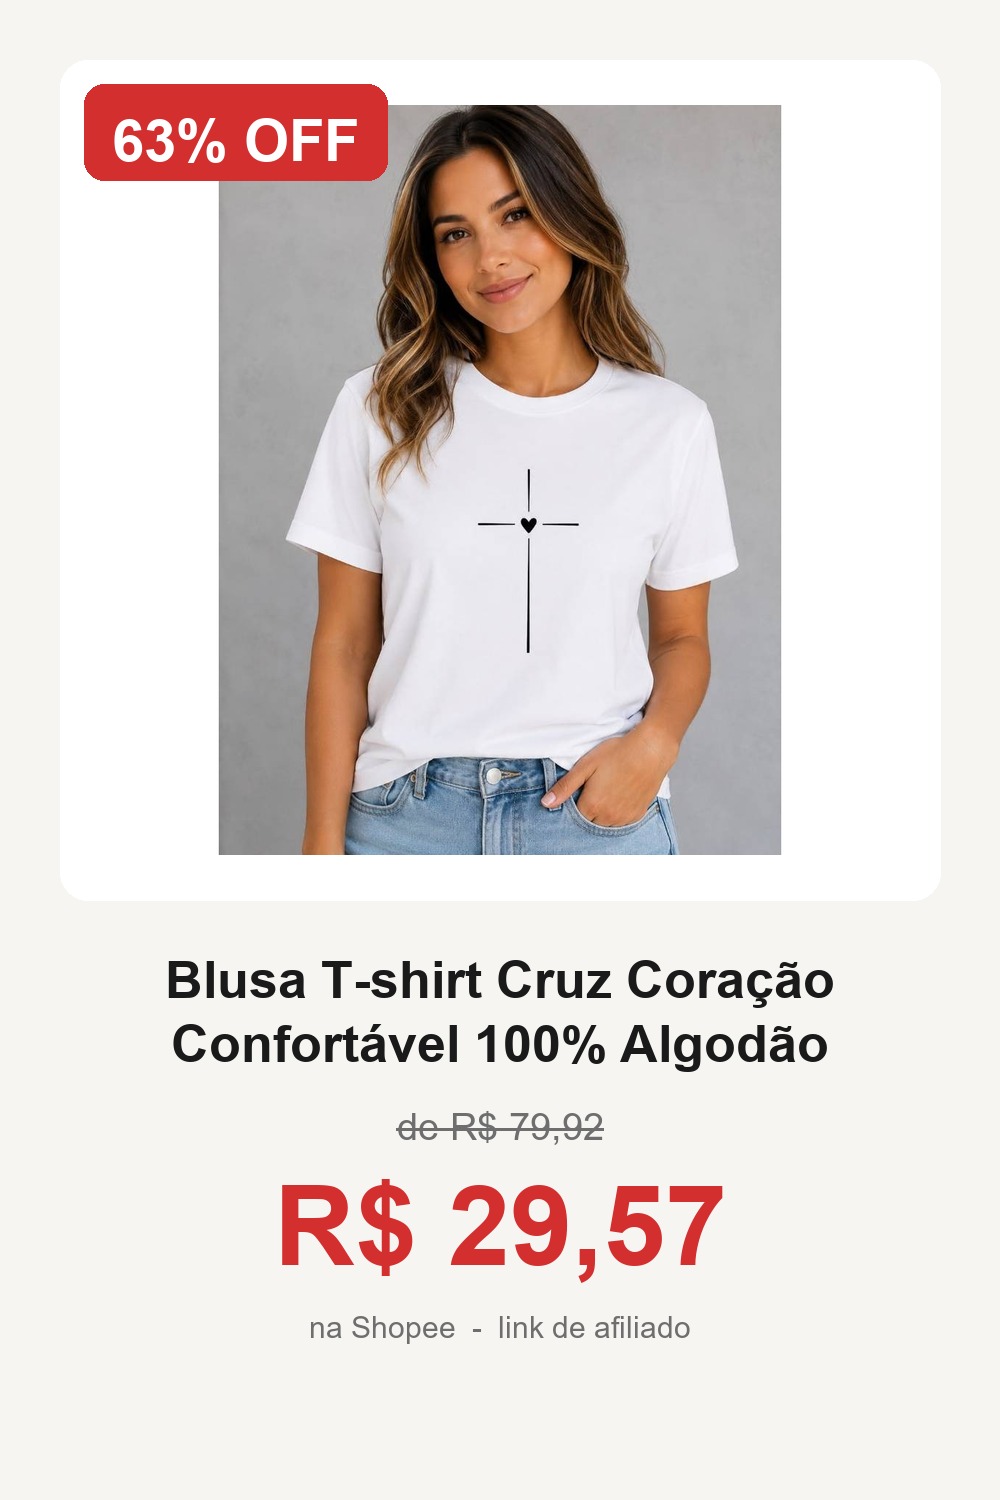 63% OFF
Blusa T-shirt Cruz Coração
Confortável 100% Algodão
de R$ 79,92
R$ 29,57
na Shopee - link de afiliado